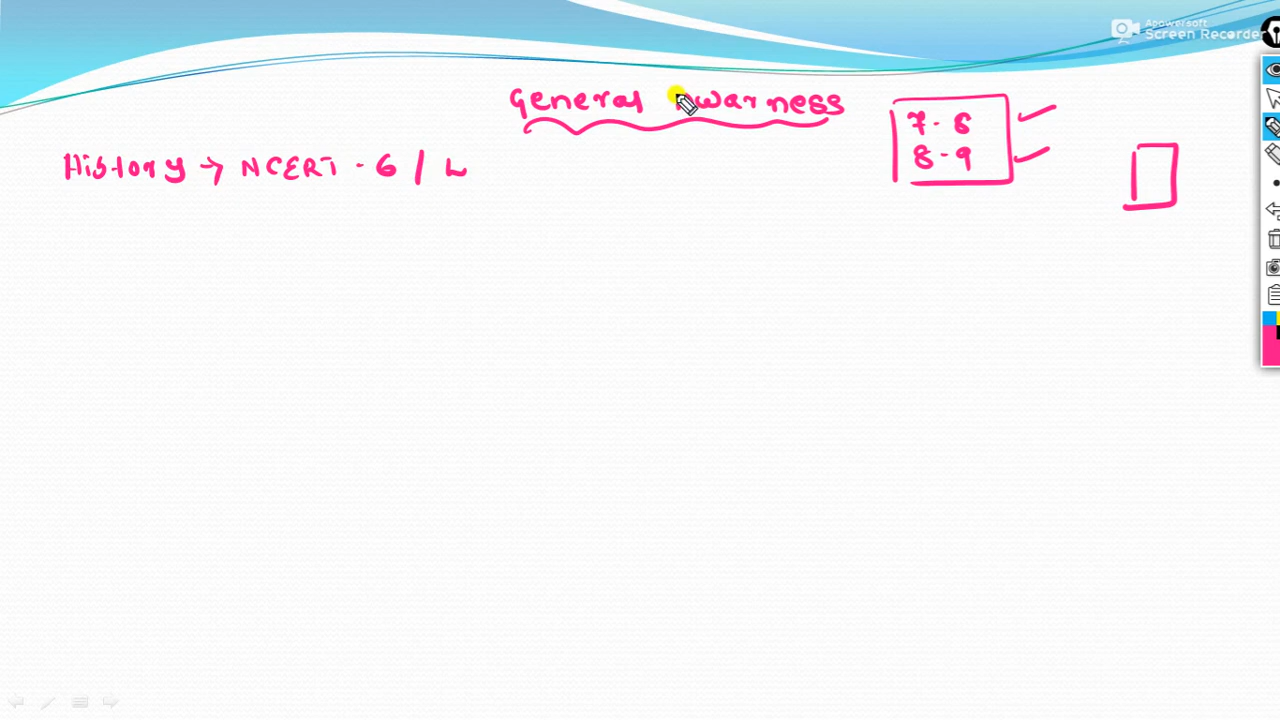 Apowersoft
Screen Recorder
General Awarness
7-8
8-9
History → NCERT - 6 / L